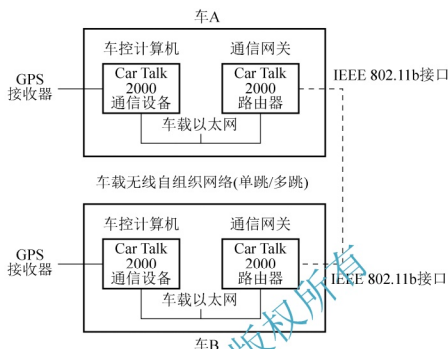 车A
车控计算机 通信网关
GPS
接收器
Car Talk
2000
通信设备
Car Talk
2000
路由器
IEEE 802.11b接口
车载以太网
车载无线自组织网络(单跳/多跳)
车控计算机 通信网关
GPS
接收器
Car Talk
2000
通信设备
Car Talk
2000
路由器
IEEE 802.11b接口
车载以太网
车B
版权所有